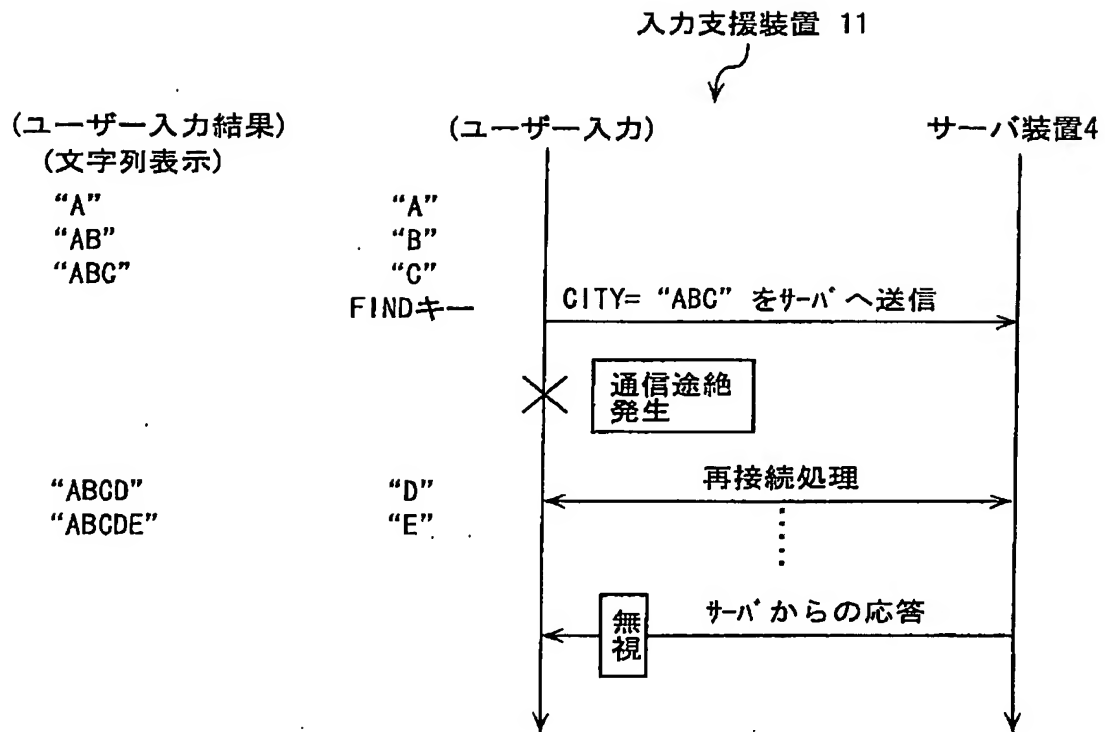 入力支援装置 11
(ユーザー入力結果) (ユーザー入力) サーバ装置4
(文字列表示)
“A” “A”
“AB” “B”
“ABC” “C”
FINDキー CITY= “ABC” をサーバへ送信
通信途絶
発生
“ABCD” “D” 再接続処理
“ABCDE” “E”
サーバからの応答
無視